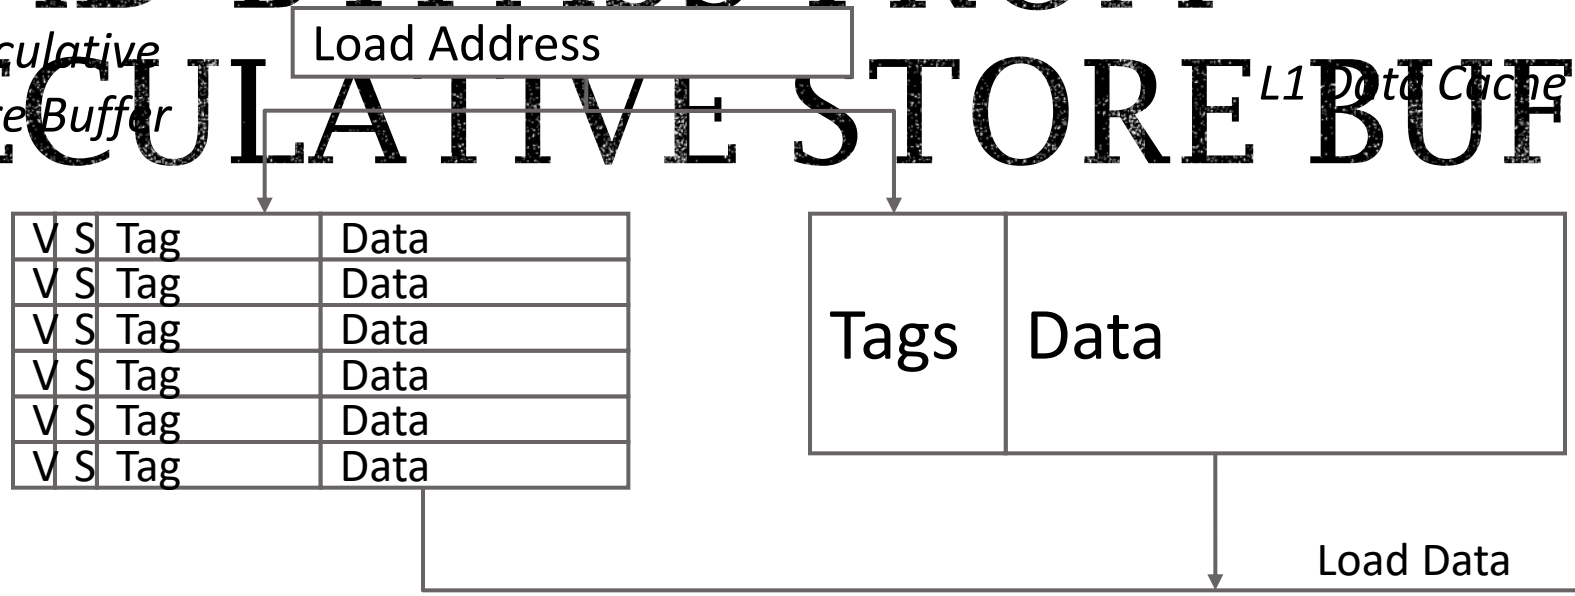 Load Address
culative
e Buffer
ECULATIVE STORE BUF
L1 Data Cache
V S Tag Data
V S Tag Data
V S Tag Data
V S Tag Data
V S Tag Data
V S Tag Data
Tags Data
Load Data